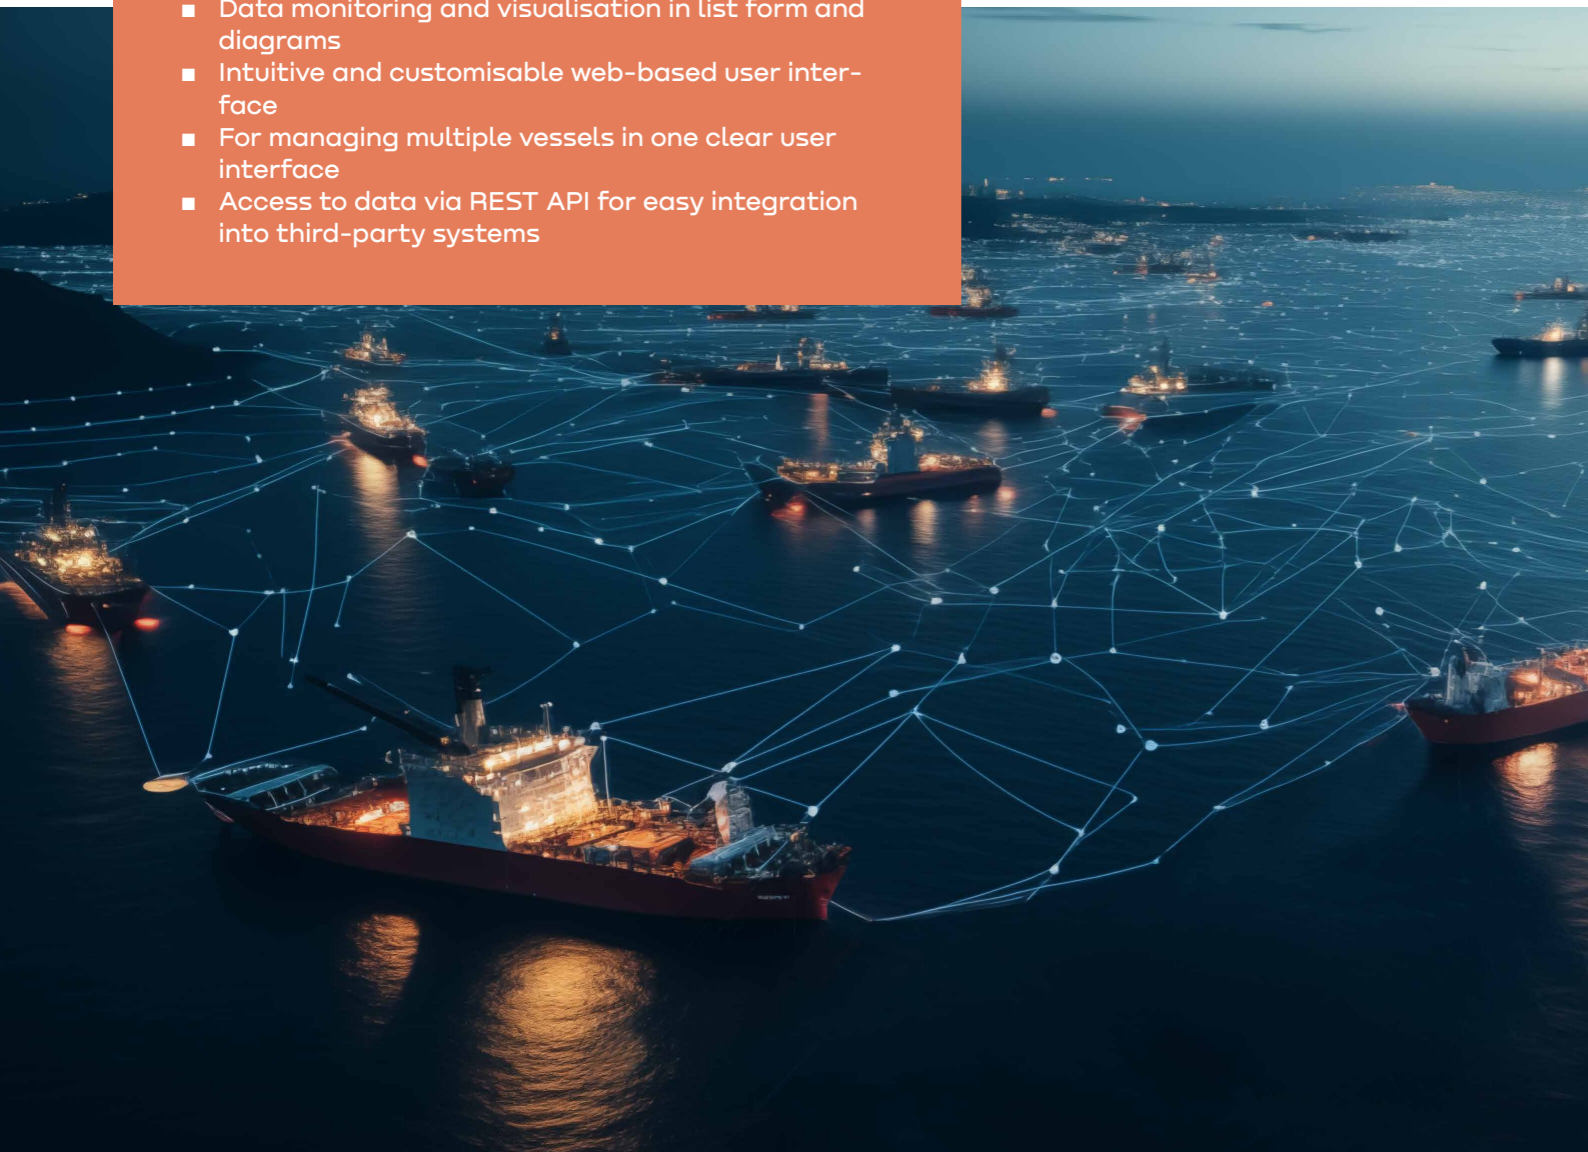 ▪ Data monitoring and visualisation in list form and
diagrams
▪ Intuitive and customisable web-based user inter-
face
▪ For managing multiple vessels in one clear user
interface
▪ Access to data via REST API for easy integration
into third-party systems